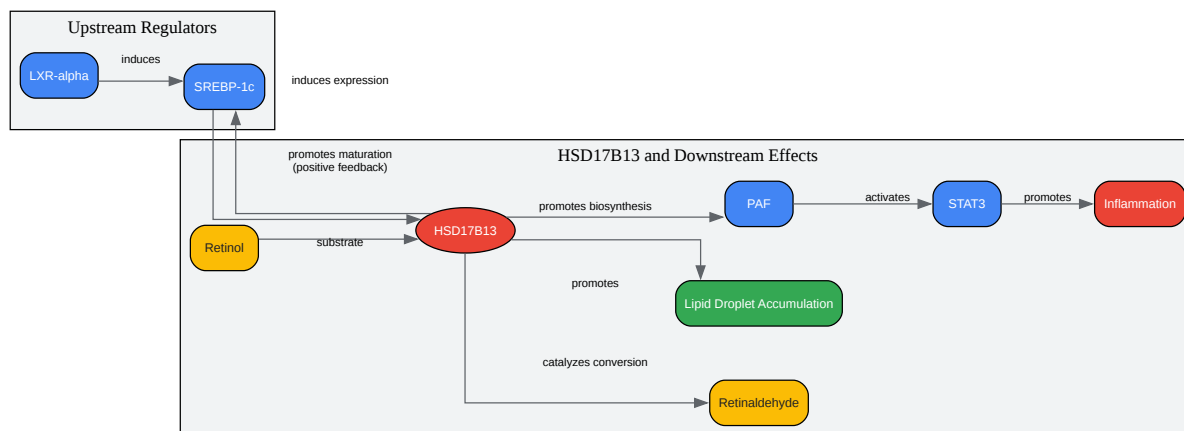 Upstream Regulators
LXR-alpha
induces
SREBP-1c
induces expression
promotes maturation
(positive feedback)
HSD17B13 and Downstream Effects
Retinol
substrate
HSD17B13
promotes biosynthesis
PAF
activates
STAT3
promotes
Inflammation
promotes
Lipid Droplet Accumulation
catalyzes conversion
Retinaldehyde